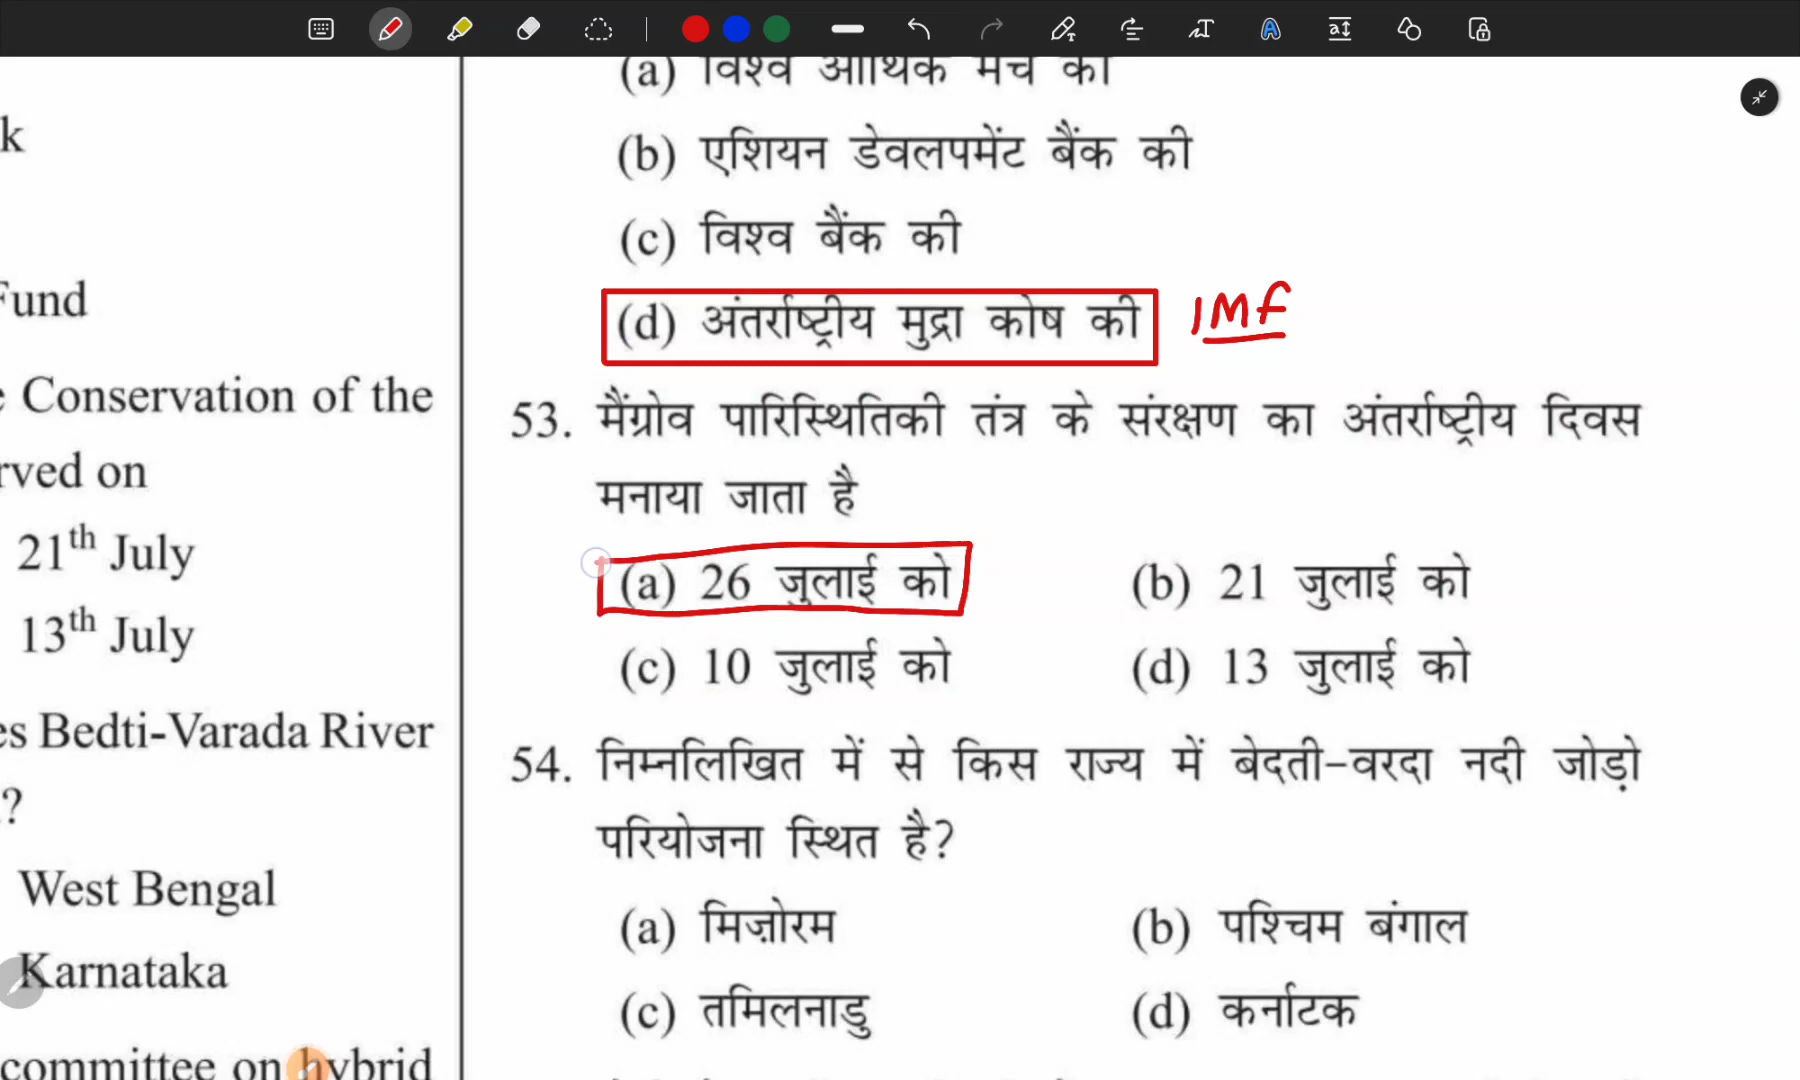 k
Fund
Conservation of the
rved on
21th July
13th July
es Bedti-Varada River
?
West Bengal
Karnataka
committee on hybrid
(a) विश्व आर्थिक मंच की
(b) एशियन डेवलपमेंट बैंक की
(c) विश्व बैंक की
(d) अंतर्राष्ट्रीय मुद्रा कोष की IMF
53. मैंग्रोव पारिस्थितिकी तंत्र के संरक्षण का अंतर्राष्ट्रीय दिवस
मनाया जाता है
(a) 26 जुलाई को (b) 21 जुलाई को
(c) 10 जुलाई को (d) 13 जुलाई को
54. निम्नलिखित में से किस राज्य में बेदती-वरदा नदी जोड़ो
परियोजना स्थित है?
(a) मिज़ोरम (b) पश्चिम बंगाल
(c) तमिलनाडु (d) कर्नाटक